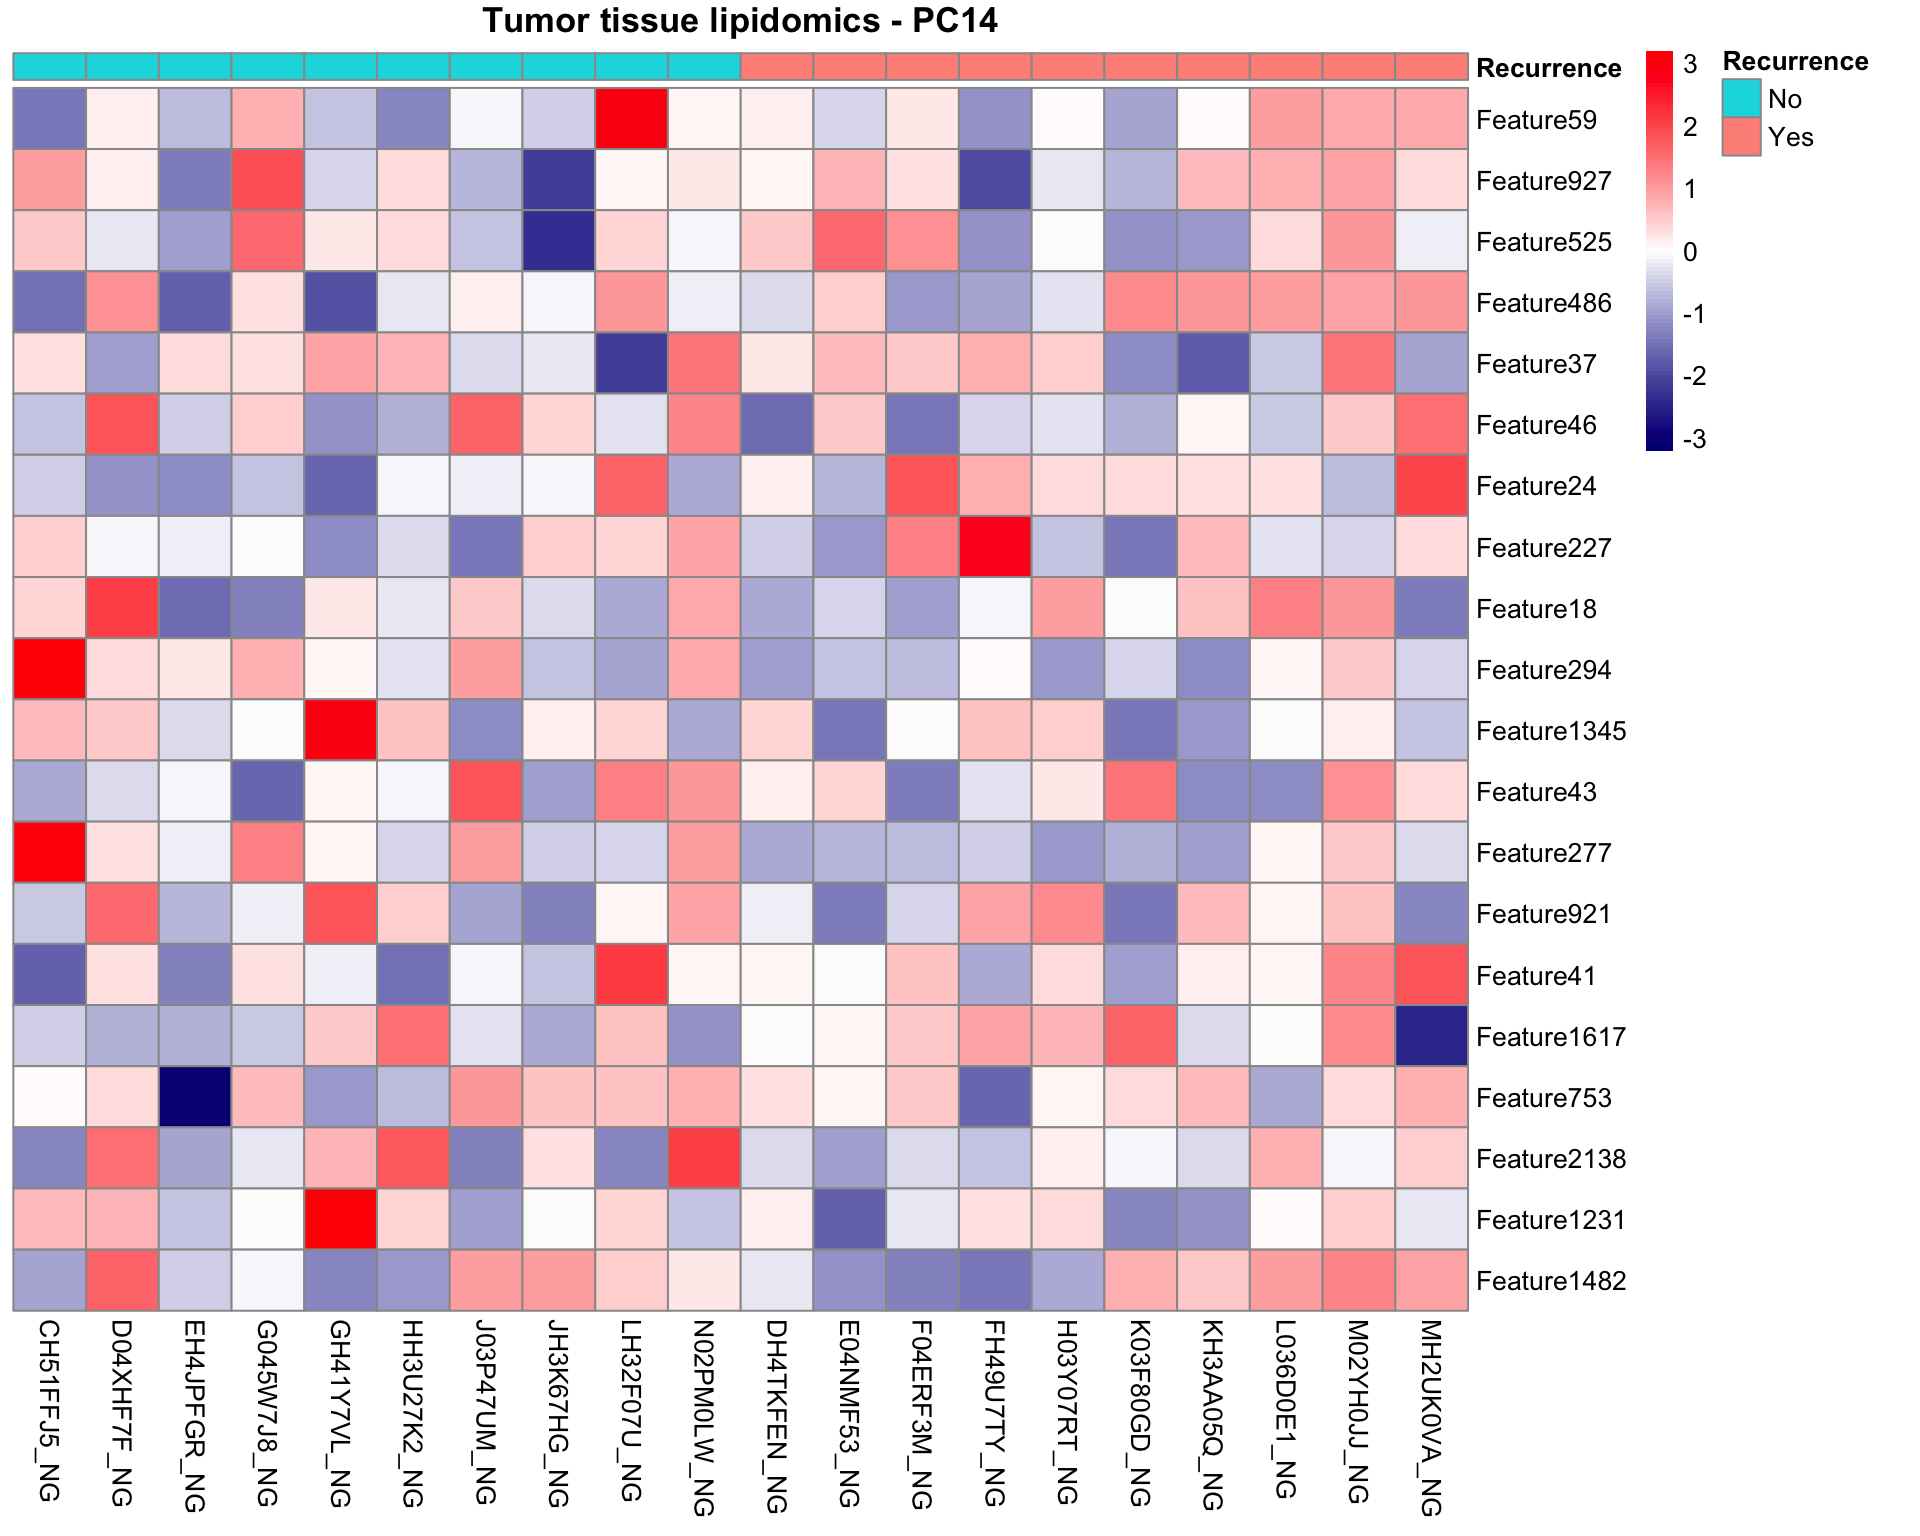 Tumor tissue lipidomics - PC14
Recurrence
Feature59
Feature927
Feature525
Feature486
Feature37
Feature46
Feature24
Feature227
Feature18
Feature294
Feature1345
Feature43
Feature277
Feature921
Feature41
Feature1617
Feature753
Feature2138
Feature1231
Feature1482
3
2
1
0
-1
-2
-3
Recurrence
No
Yes
CH51FFJ5_NG
D04XHF7F_NG
EH4JPFGR_NG
G045W7J8_NG
GH41Y7VL_NG
HH3U27K2_NG
J03P47UM_NG
JH3K67HG_NG
LH32F07U_NG
N02PM0LW_NG
DH4TKFEN_NG
E04NMF53_NG
F04ERF3M_NG
FH49U7TY_NG
H03Y07RT_NG
K03F80GD_NG
KH3AA05Q_NG
L036D0E1_NG
M02YH0JJ_NG
MH2UK0VA_NG